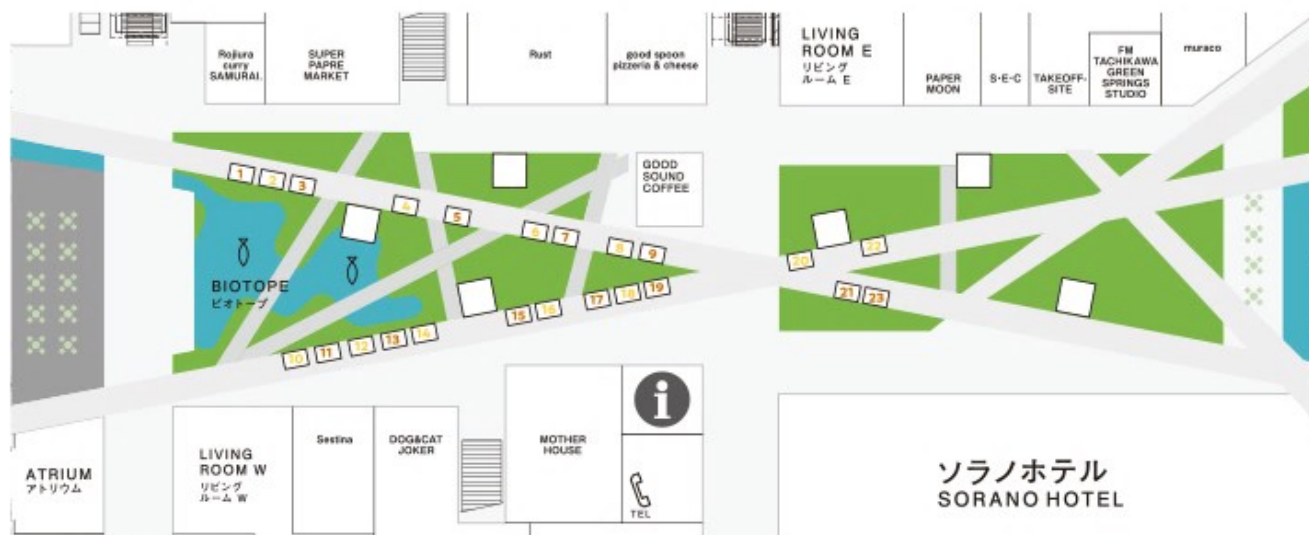 Rojiura
curry
SAMURAI.
SUPER
PAPRE
MARKET
Rust
good spoon
pizzeria & cheese
LIVING
ROOM E
リビング
ルーム E
PAPER
MOON
S・E・C
TAKEOFF-
SITE
FM
TACHIKAWA
GREEN
SPRINGS
STUDIO
muraco
GOOD
SOUND
COFFEE
1
2
3
4
5
6
7
8
9
20
22
21
23
BIOTOPE
ビオトープ
10
11
12
13
14
15
16
17
18
19
ATRIUM
アトリウム
LIVING
ROOM W
リビング
ルーム W
Sestina
DOG&CAT
JOKER
MOTHER
HOUSE
i
TEL
ソラノホテル
SORANO HOTEL